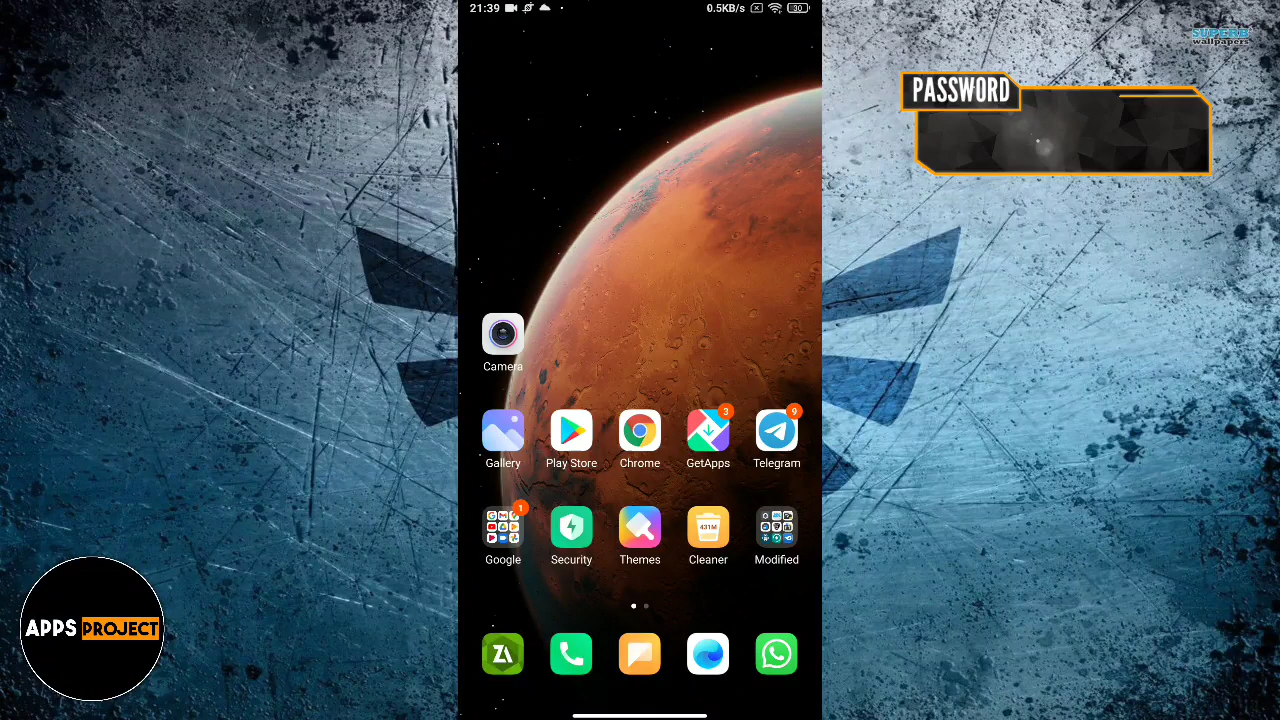 21:39
0.5KB/s
30
SUPERB
wallpapers
PASSWORD
Camera
3
9
Gallery
Play Store
Chrome
GetApps
Telegram
1
431M
Google
Security
Themes
Cleaner
Modified
ZA
APPS PROJECT